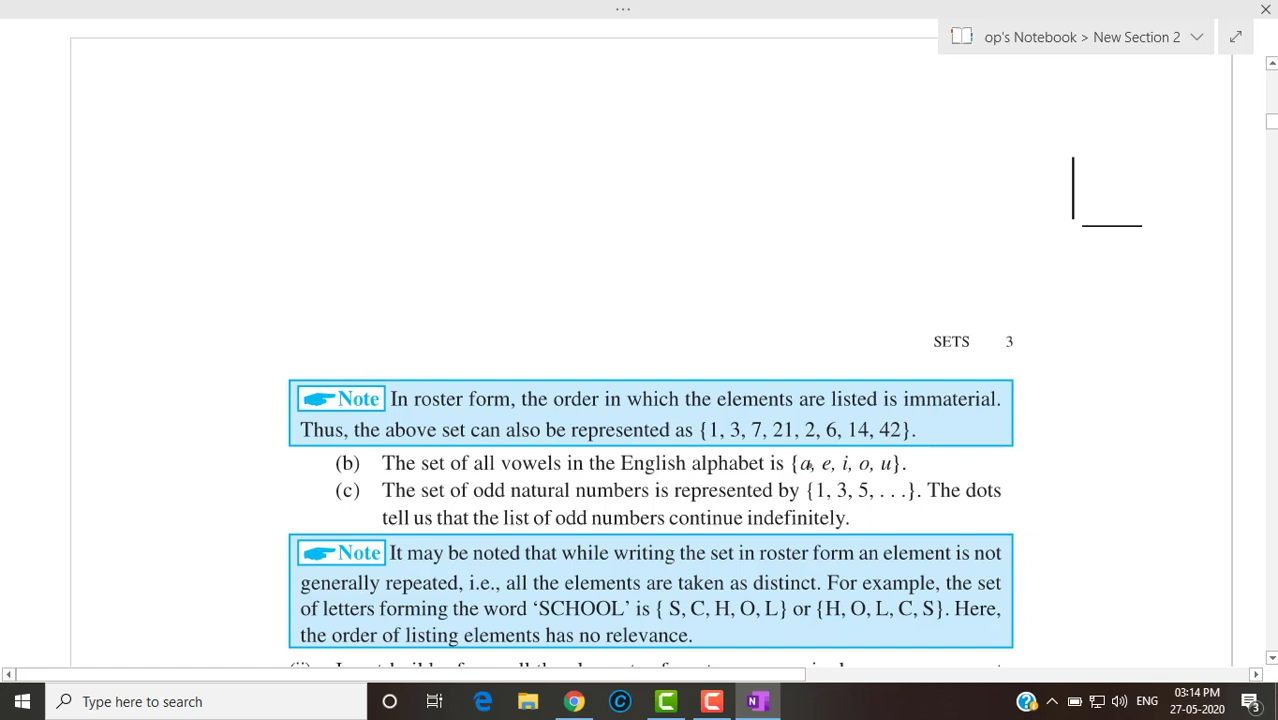 ...
op's Notebook > New Section 2
SETS 3
Note In roster form, the order in which the elements are listed is immaterial.
Thus, the above set can also be represented as {1, 3, 7, 21, 2, 6, 14, 42}.
(b) The set of all vowels in the English alphabet is {a, e, i, o, u}.
(c) The set of odd natural numbers is represented by {1, 3, 5, . . .}. The dots
tell us that the list of odd numbers continue indefinitely.
Note It may be noted that while writing the set in roster form an element is not
generally repeated, i.e., all the elements are taken as distinct. For example, the set
of letters forming the word ‘SCHOOL’ is { S, C, H, O, L} or {H, O, L, C, S}. Here,
the order of listing elements has no relevance.
Type here to search
ENG
03:14 PM
27-05-2020
3